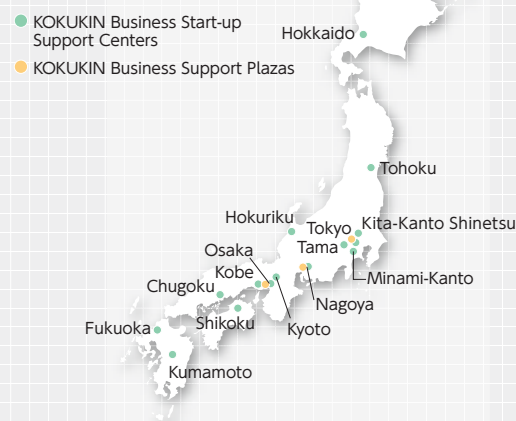 KOKUKIN Business Start-up
Support Centers
KOKUKIN Business Support Plazas
Hokkaido
Tohoku
Hokuriku
Tokyo
Kita-Kanto Shinetsu
Tama
Osaka
Kobe
Minami-Kanto
Chugoku
Nagoya
Fukuoka
Shikoku
Kyoto
Kumamoto